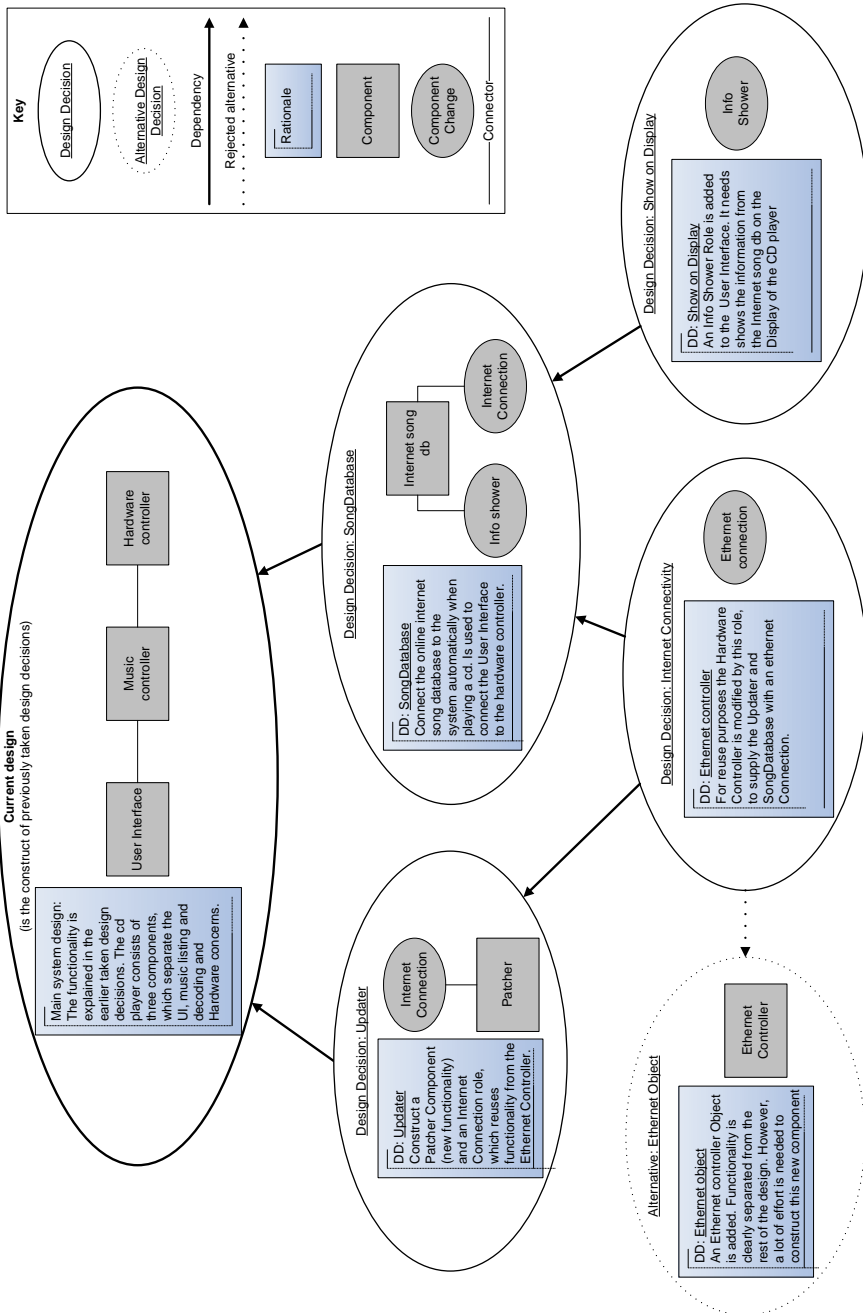 Current design
(is the construct of previously taken design decisions)
Main system design:
The functionality is
explained in the
earlier taken design
decisions. The cd
player consists of
three components,
which separate the
UI, music listing and
decoding and
Hardware concerns.
User Interface
Music
controller
Hardware
controller
Key
Design Decision
Alternative Design
Decision
Dependency
Rejected alternative
Rationale
Component
Component
Change
Connector
Design Decision: Updater
DD: Updater
Construct a
Patcher Component
(new functionality)
and an Internet
Connection role,
which reuses
functionality from the
Ethernet Controller.
Internet
Connection
Patcher
Design Decision: SongDatabase
DD: SongDatabase
Connect the online internet
song database to the
system automatically when
playing a cd. Is used to
connect the User Interface
to the hardware controller.
Internet song
db
Info shower
Internet
Connection
Alternative: Ethernet Object
DD: Ethernet object
An Ethernet controller Object
is added. Functionality is
clearly separated from the
rest of the design. However,
a lot of effort is needed to
construct this new component
Ethernet
Controller
Design Decision: Internet Connectivity
DD: Ethernet controller
For reuse purposes the Hardware
Controller is modified by this role,
to supply the Updater and
SongDatabase with an ethernet
Connection.
Ethernet
connection
Design Decision: Show on Display
DD: Show on Display
An Info Shower Role is added
to the User Interface. It needs
shows the information from
the Internet song db on the
Display of the CD player
Info
Shower